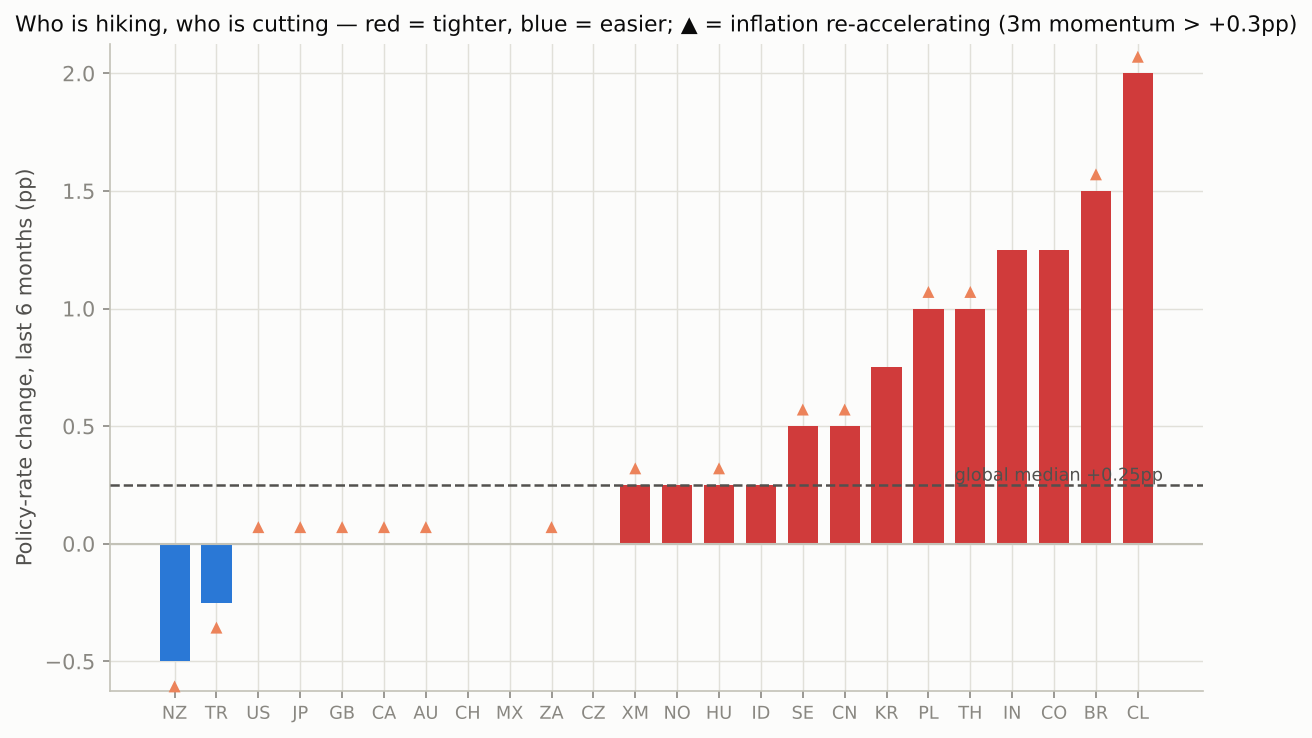 Who is hiking, who is cutting — red = tighter, blue = easier; ▲ = inflation re-accelerating (3m momentum > +0.3pp)
Policy-rate change, last 6 months (pp)
2.0
1.5
1.0
0.5
0.0
−0.5
global median +0.25pp
NZ TR US JP GB CA AU CH MX ZA CZ XM NO HU ID SE CN KR PL TH IN CO BR CL